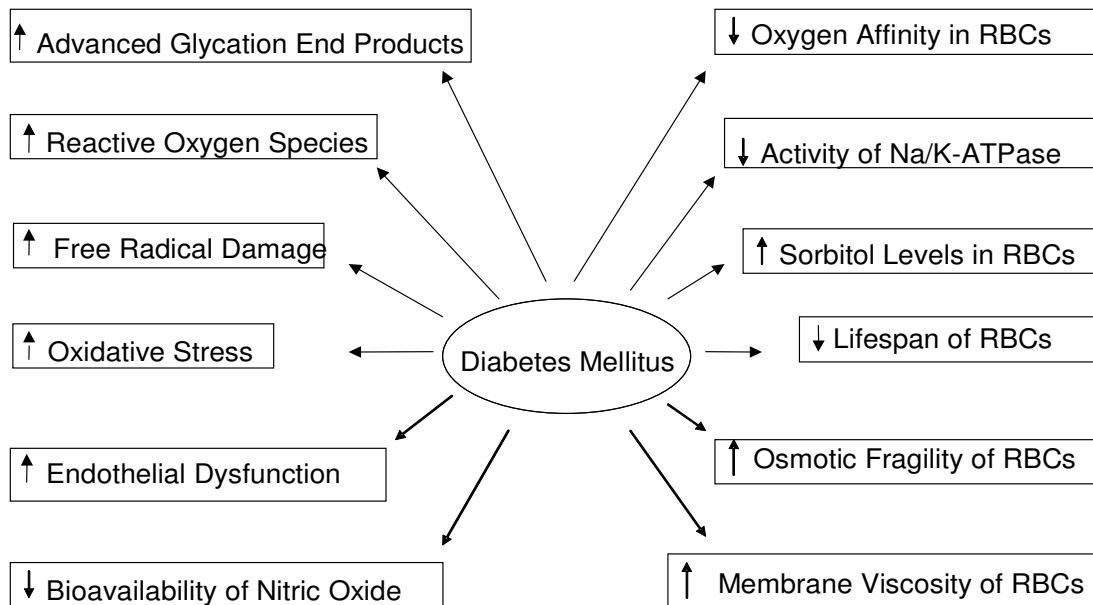 ↑ Advanced Glycation End Products
↓ Oxygen Affinity in RBCs
↑ Reactive Oxygen Species
↓ Activity of Na/K-ATPase
↑ Free Radical Damage
↑ Sorbitol Levels in RBCs
↑ Oxidative Stress
Diabetes Mellitus
↓ Lifespan of RBCs
↑ Endothelial Dysfunction
↑ Osmotic Fragility of RBCs
↓ Bioavailability of Nitric Oxide
↑ Membrane Viscosity of RBCs